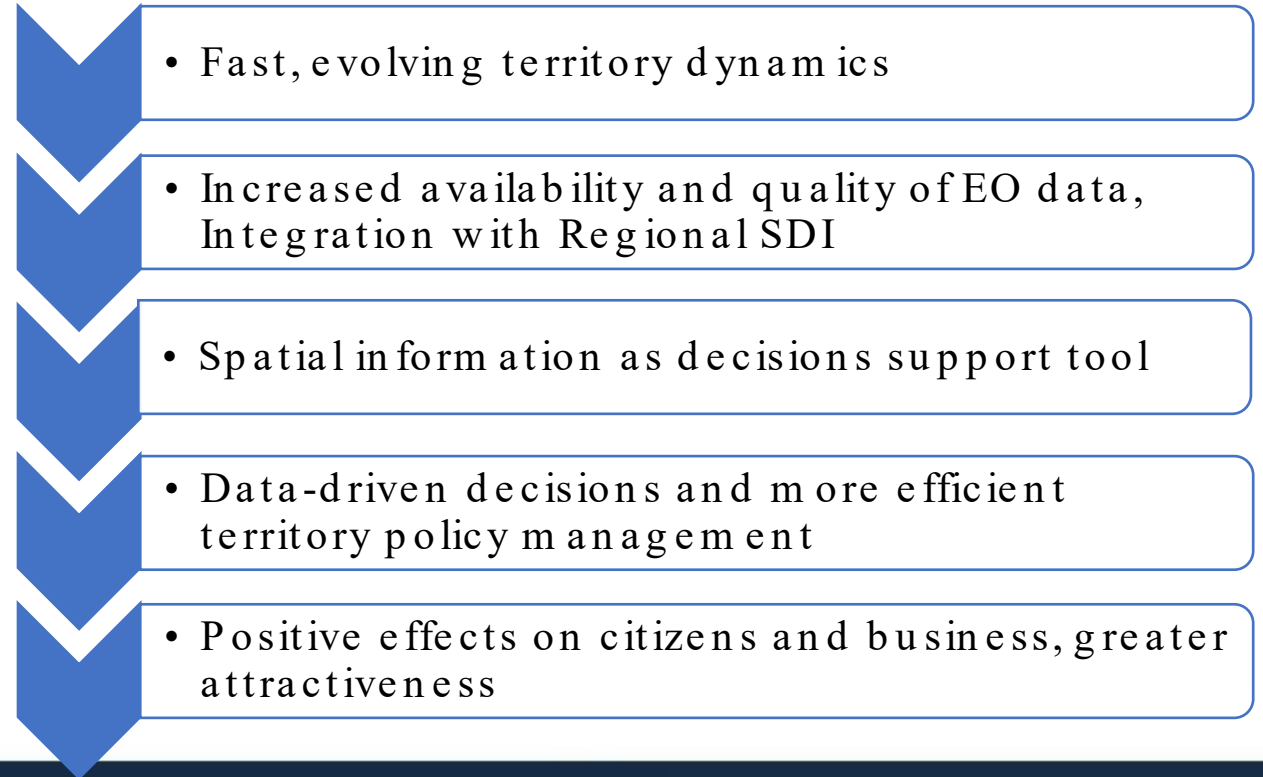 • Fast, evolving territory dynamics
• Increased availability and quality of EO data,
Integration with Regional SDI
• Spatial information as decisions support tool
• Data-driven decisions and more efficient
territory policy management
• Positive effects on citizens and business, greater
attractiveness